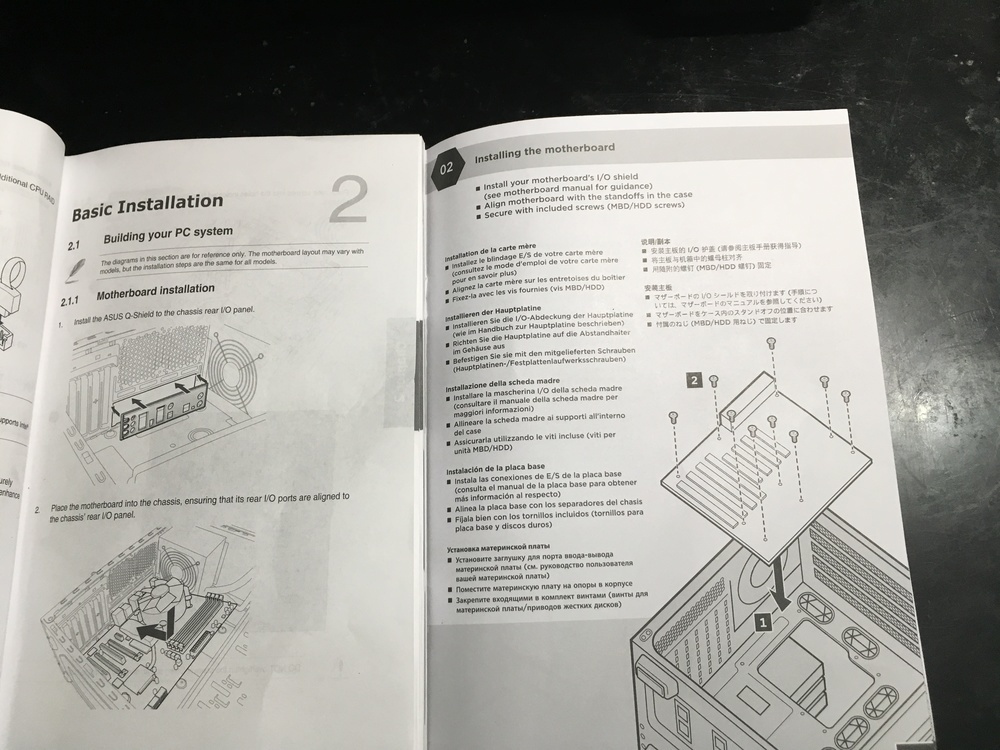 dditional CPU RAID
supports Intel
urely
enhance
2
Basic Installation
2.1 Building your PC system
The diagrams in this section are for reference only. The motherboard layout may vary with
models, but the installation steps are the same for all models.
2.1.1 Motherboard installation
1. Install the ASUS Q-Shield to the chassis rear I/O panel.
2. Place the motherboard into the chassis, ensuring that its rear I/O ports are aligned to
the chassis' rear I/O panel.
02 Installing the motherboard
■ Install your motherboard's I/O shield
(see motherboard manual for guidance)
■ Align motherboard with the standoffs in the case
■ Secure with included screws (MBD/HDD screws)
Installation de la carte mère
■ Installez le blindage E/S de votre carte mère
(consultez le mode d'emploi de votre carte mère
pour en savoir plus)
■ Alignez la carte mère sur les entretoises du boîtier
■ Fixez-la avec les vis fournies (vis MBD/HDD)
Installieren der Hauptplatine
■ Installieren Sie die I/O-Abdeckung der Hauptplatine
(wie im Handbuch zur Hauptplatine beschrieben)
■ Richten Sie die Hauptplatine auf die Abstandhalter
im Gehäuse aus
■ Befestigen Sie sie mit den mitgelieferten Schrauben
(Hauptplatinen-/Festplattenlaufwerksschrauben)
Installazione della scheda madre
■ Installare la mascherina I/O della scheda madre
(consultare il manuale della scheda madre per
maggiori informazioni)
■ Allineare la scheda madre ai supporti all'interno
del case
■ Assicurarla utilizzando le viti incluse (viti per
unità MBD/HDD)
Instalación de la placa base
■ Instala las conexiones de E/S de la placa base
(consulta el manual de la placa base para obtener
más información al respecto)
■ Alinea la placa base con los separadores del chasis
■ Fíjala bien con los tornillos incluidos (tornillos para
placa base y discos duros)
Установка материнской платы
■ Установите заглушку для порта ввода-вывода
материнской платы (см. руководство пользователя
вашей материнской платы)
■ Поместите материнскую плату на опоры в корпусе
■ Закрепите входящими в комплект винтами (винты для
материнской платы/приводов жестких дисков)
说明/副本
■ 安装主板的 I/O 护盖 (请参阅主板手册获得指导)
■ 将主板与机箱中的螺母柱对齐
■ 用随附的螺钉 (MBD/HDD 螺钉) 固定
安装主板
■ マザーボードの I/O シールドを取り付けます (手順につ
いては、マザーボードのマニュアルを参照してください)
■ マザーボードをケース内のスタンドオフの位置に合わせます
■ 付属のねじ (MBD/HDD 用ねじ) で固定します
2
1